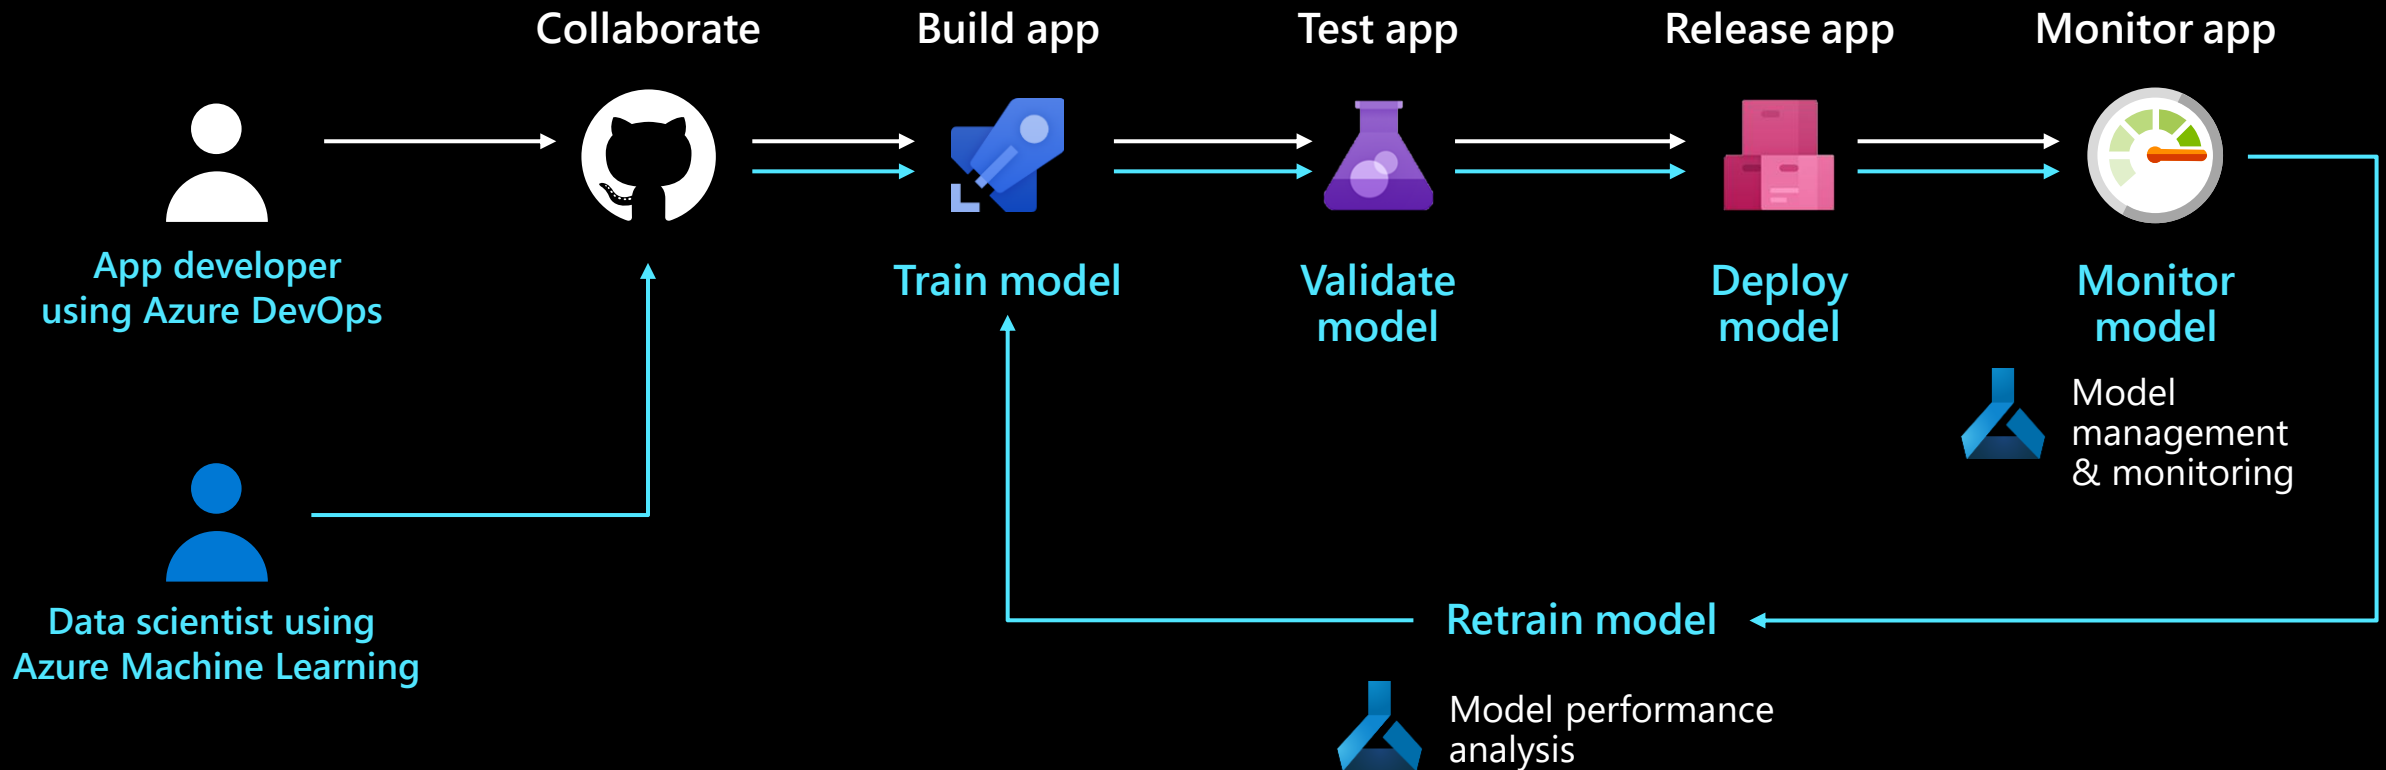 Collaborate
Build app
Test app
Release app
Monitor app
App developer
using Azure DevOps
Train model
Validate
model
Deploy
model
Monitor
model
Model
management
& monitoring
Data scientist using
Azure Machine Learning
Retrain model
Model performance
analysis